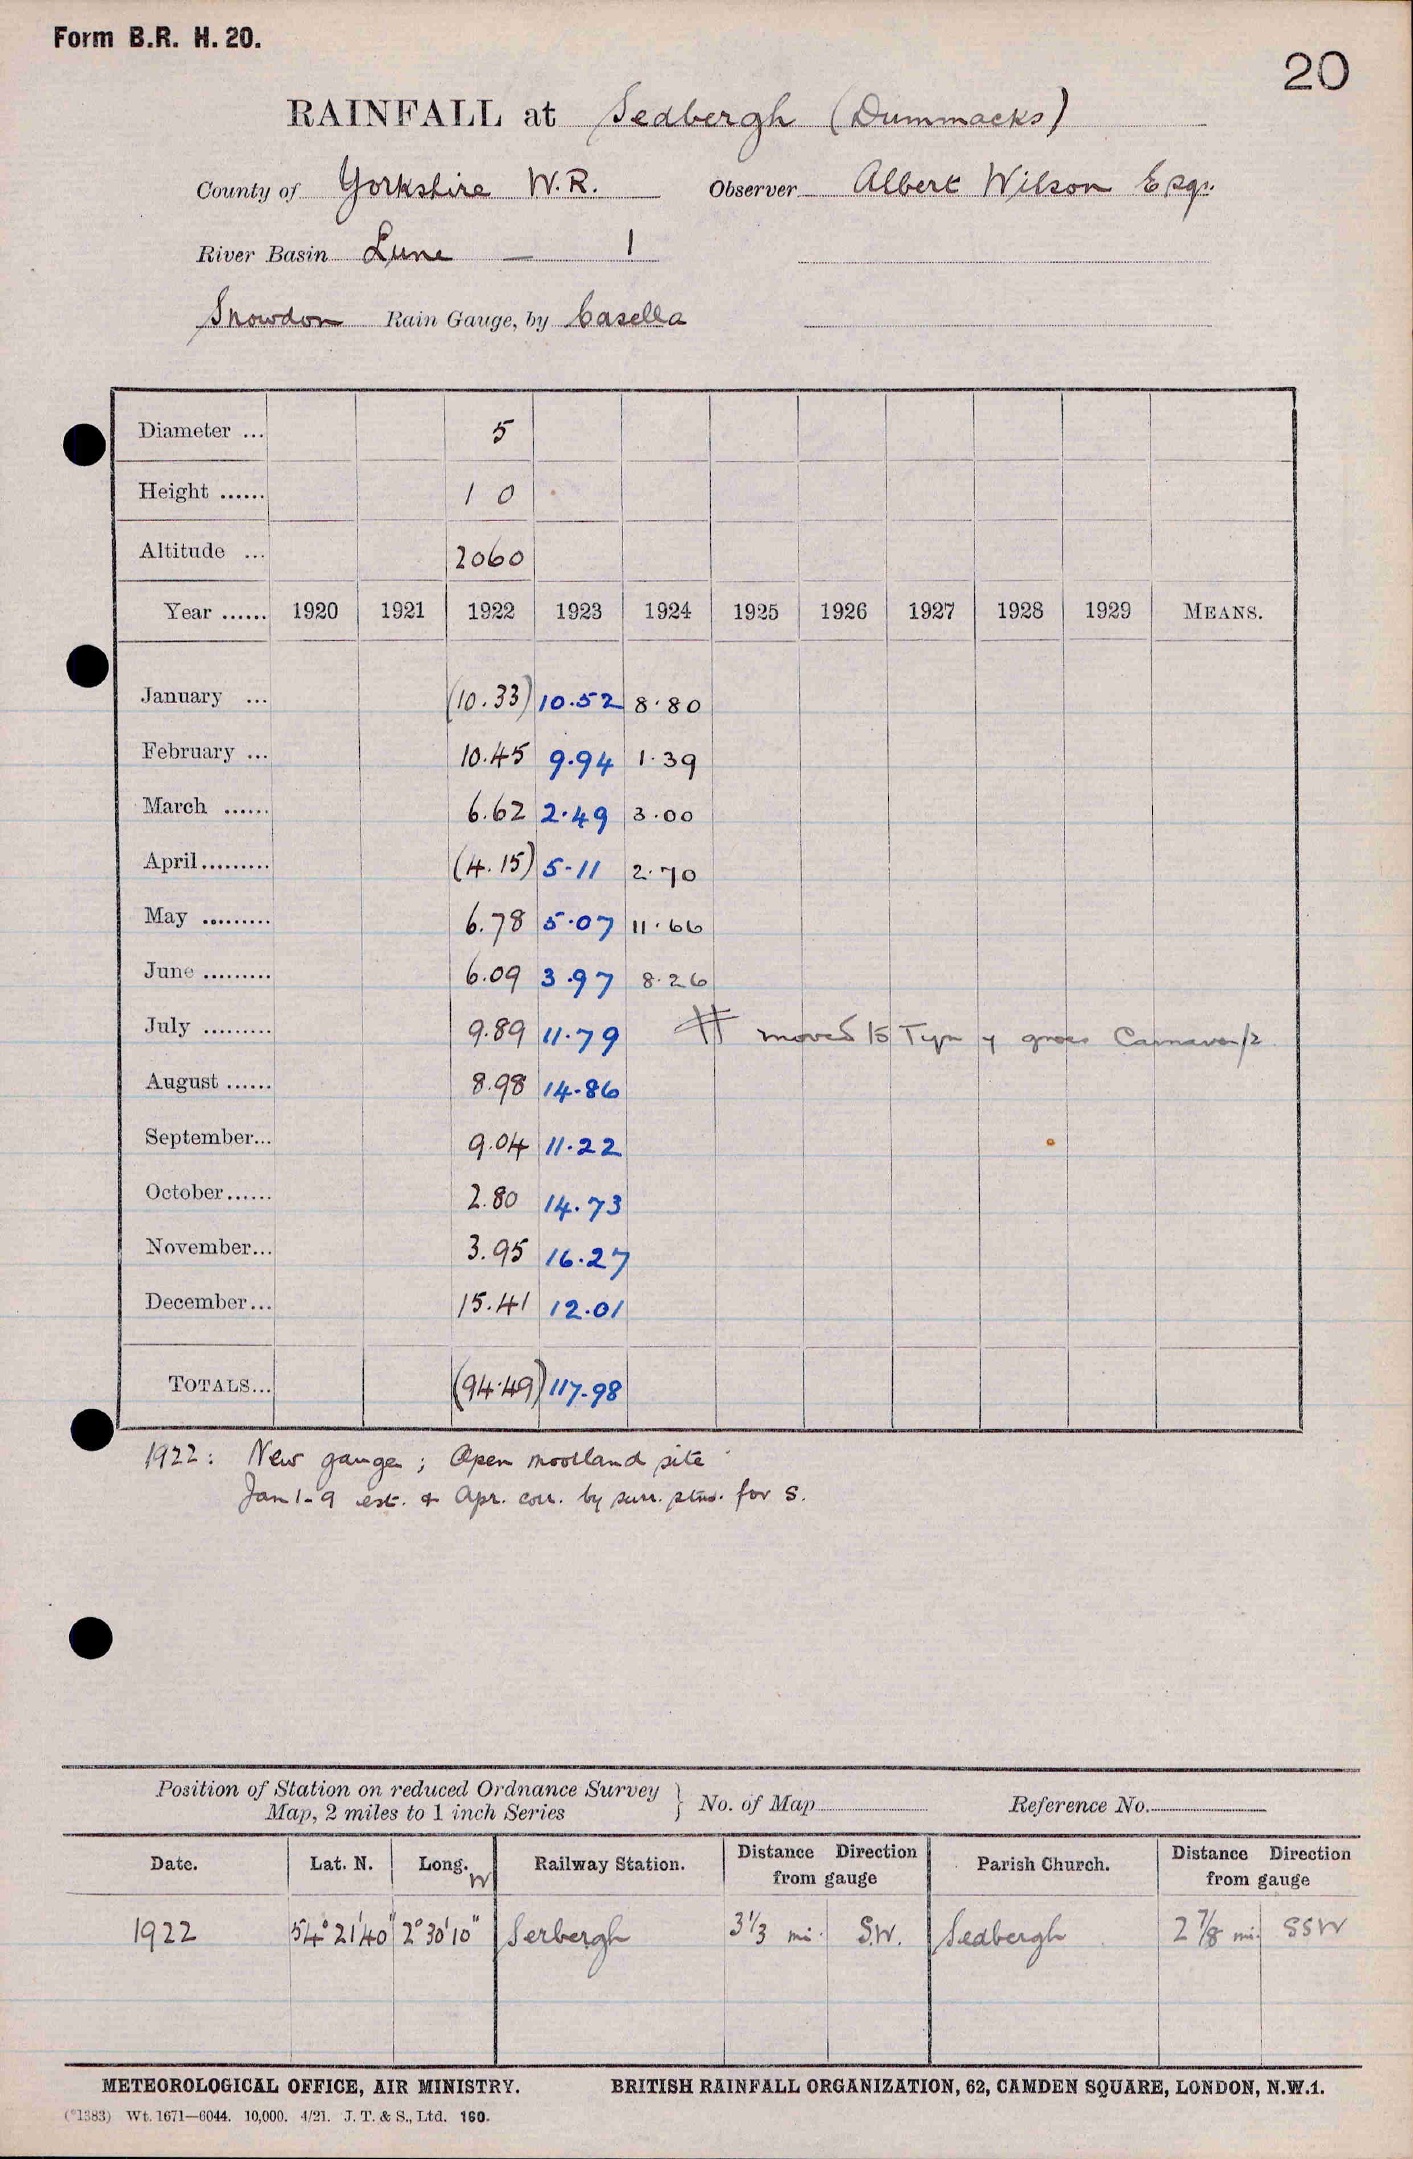 Form B.R. H. 20.
20
RAINFALL at Sedbergh (Dummacks)
County of Yorkshire W.R. Observer Albert Wilson Esqr.
River Basin Lune — 1
Snowdon Rain Gauge, by Casella
Diameter ... 5
Height ...... 1 0
Altitude ... 2060
Year ...... 1920 1921 1922 1923 1924 1925 1926 1927 1928 1929 MEANS.
January ... (10.33) 10.52 8.80
February ... 10.45 9.94 1.39
March ...... 6.62 2.49 3.00
April......... (4.15) 5.11 2.70
May ......... 6.78 5.07 11.66
June ......... 6.09 3.97 8.26
July ......... 9.89 11.79 moved to Tyn y Carnarvon
August ...... 8.98 14.86
September... 9.04 11.22
October...... 2.80 14.73
November... 3.95 16.27
December... 15.41 12.01
TOTALS... (94.49) 117.98
1922: New gauge; Open moorland site
Jan 1-9 est. & Apr. corr. by surr. stns. for S.
Position of Station on reduced Ordnance Survey Map, 2 miles to 1 inch Series } No. of Map Reference No.
Date. Lat. N. Long. W Railway Station. Distance Direction from gauge Parish Church. Distance Direction from gauge
1922 54° 21' 40" 2° 30' 10" Serbergh 3 1/3 mi. S.W. Sedbergh 2 7/8 mi. SSW
METEOROLOGICAL OFFICE, AIR MINISTRY. BRITISH RAINFALL ORGANIZATION, 62, CAMDEN SQUARE, LONDON, N.W.1.
(*1383) Wt. 1671—6044. 10,000. 4/21. J. T. & S., Ltd. 160.